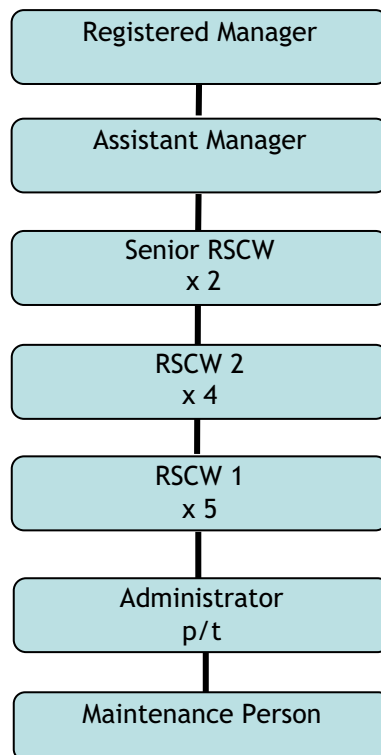 Registered Manager
Assistant Manager
Senior RSCW
x 2
RSCW 2
x 4
RSCW 1
x 5
Administrator
p/t
Maintenance Person